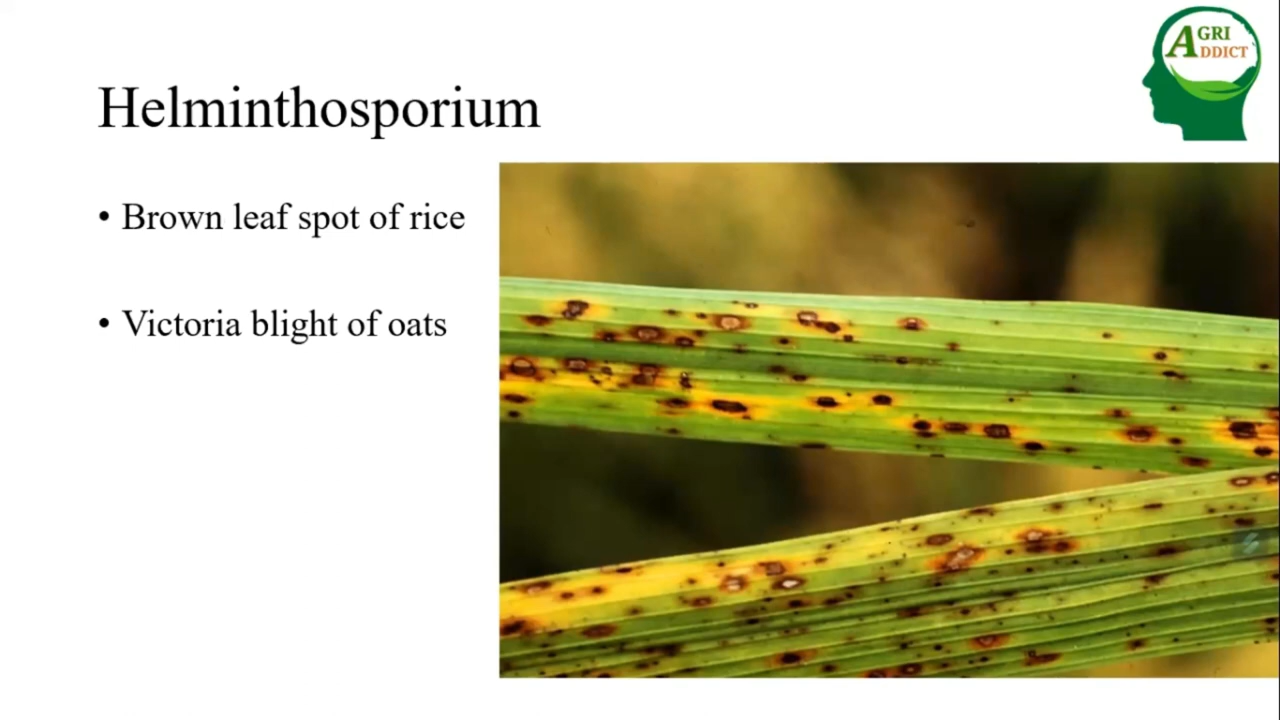 AGRI
ADDICT
Helminthosporium
• Brown leaf spot of rice
• Victoria blight of oats